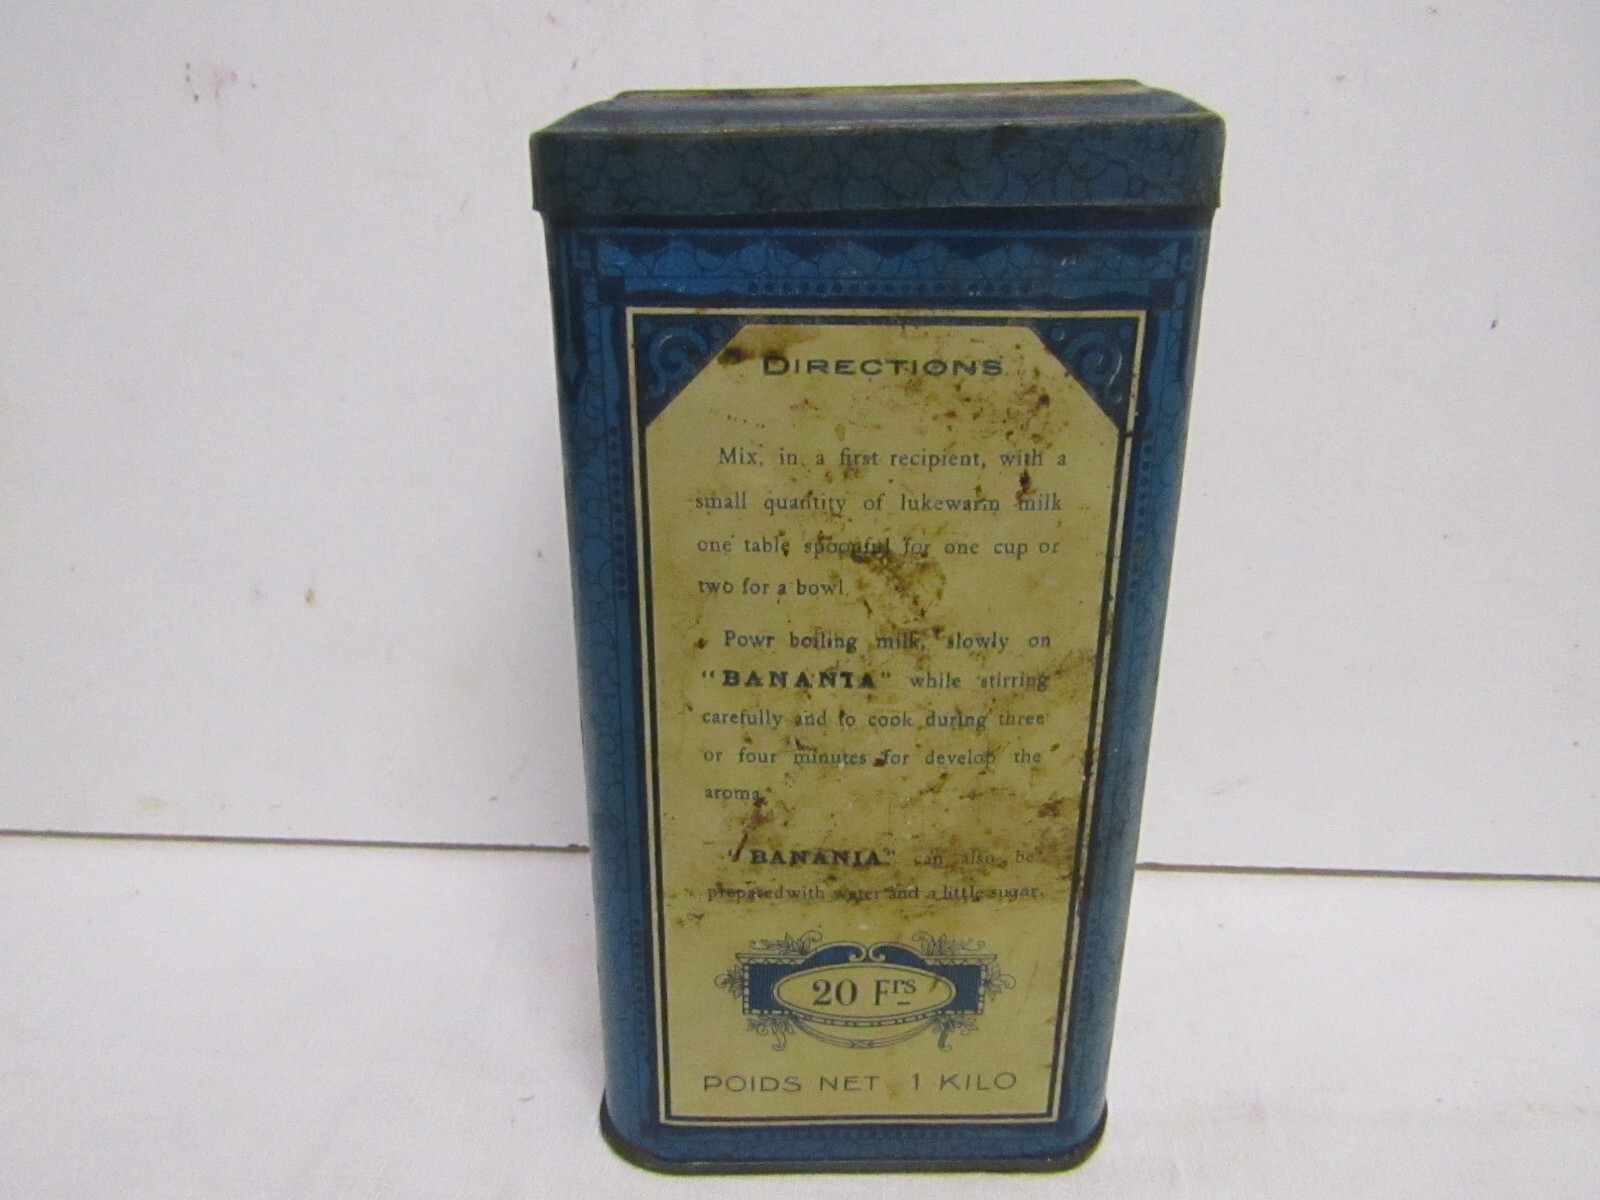 DIRECTIONS
Mix, in a first recipient, with a
small quantity of lukewarm milk
one table spoonful for one cup or
two for a bowl.
Powr boiling milk, slowly on
"BANANIA" while stirring
carefully and to cook during three
or four minutes for develop the
aroma.
"BANANIA" can also be
prepared with water and a little sugar.
20 Frs
POIDS NET 1 KILO